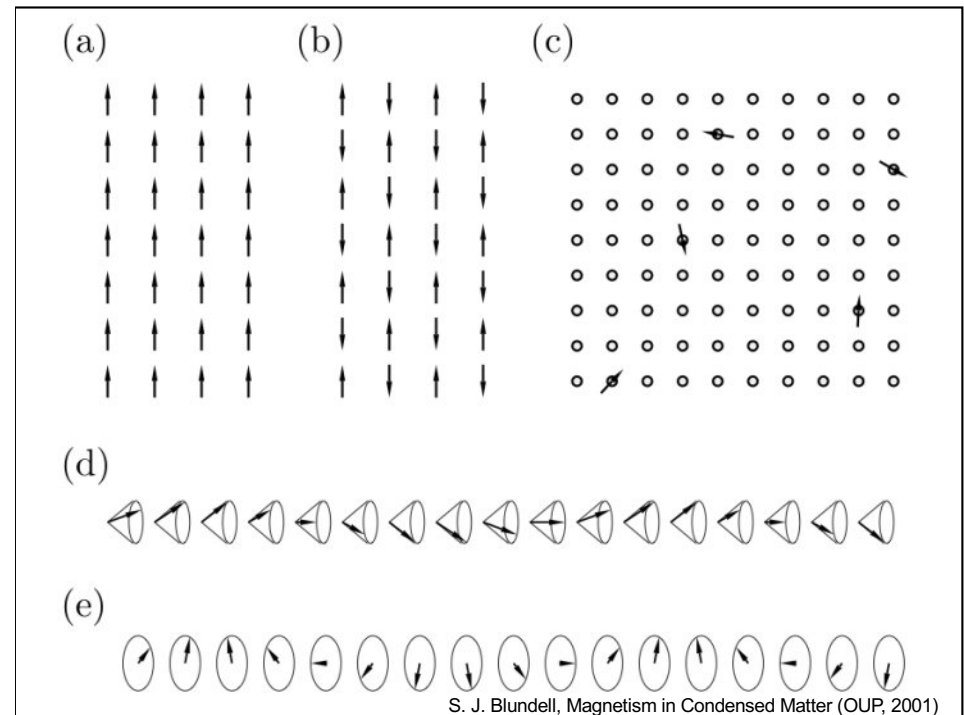 (a) (b) (c)
(d)
(e)
S. J. Blundell, Magnetism in Condensed Matter (OUP, 2001)